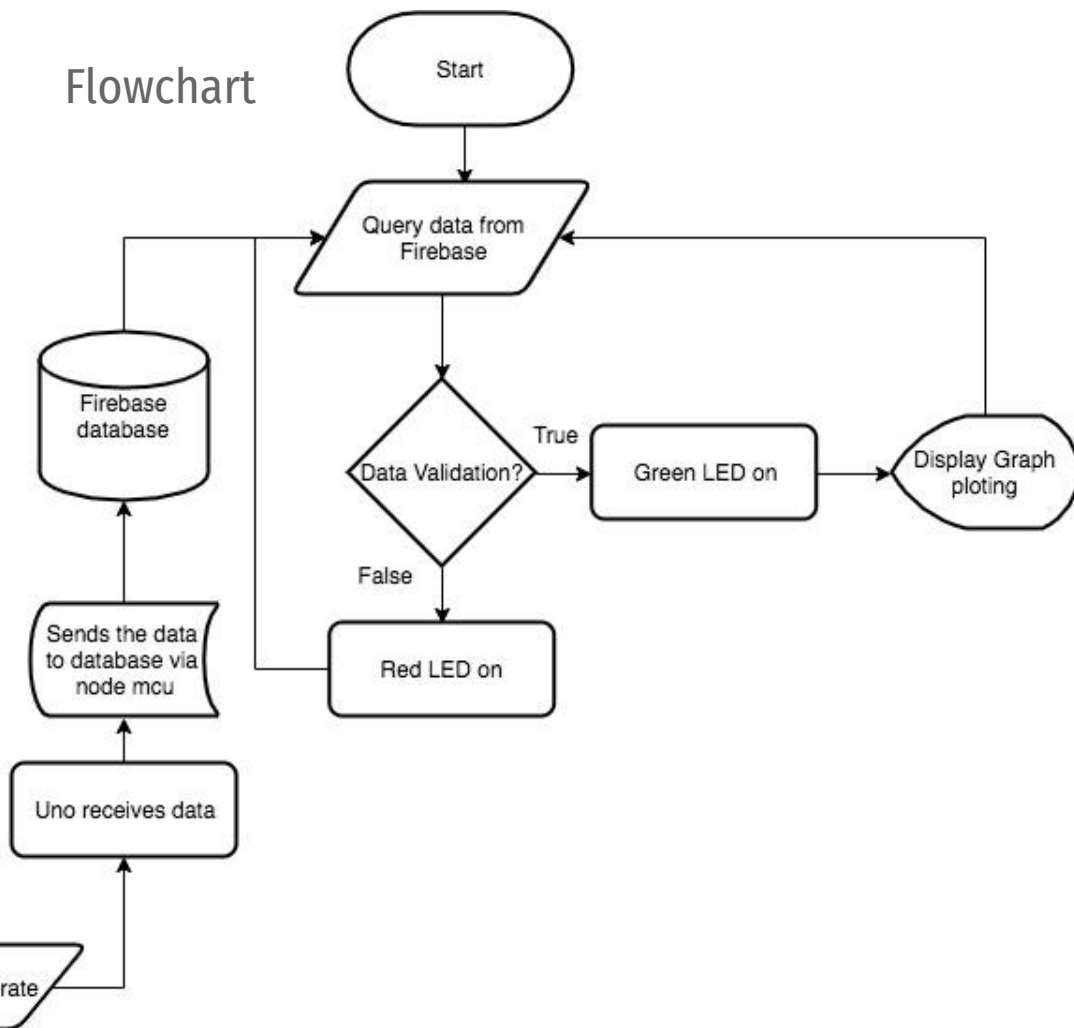 Flowchart
Start
Query data from
Firebase
Firebase
database
Data Validation?
True
Green LED on
Display Graph
ploting
False
Red LED on
Sends the data
to database via
node mcu
Uno receives data
rate